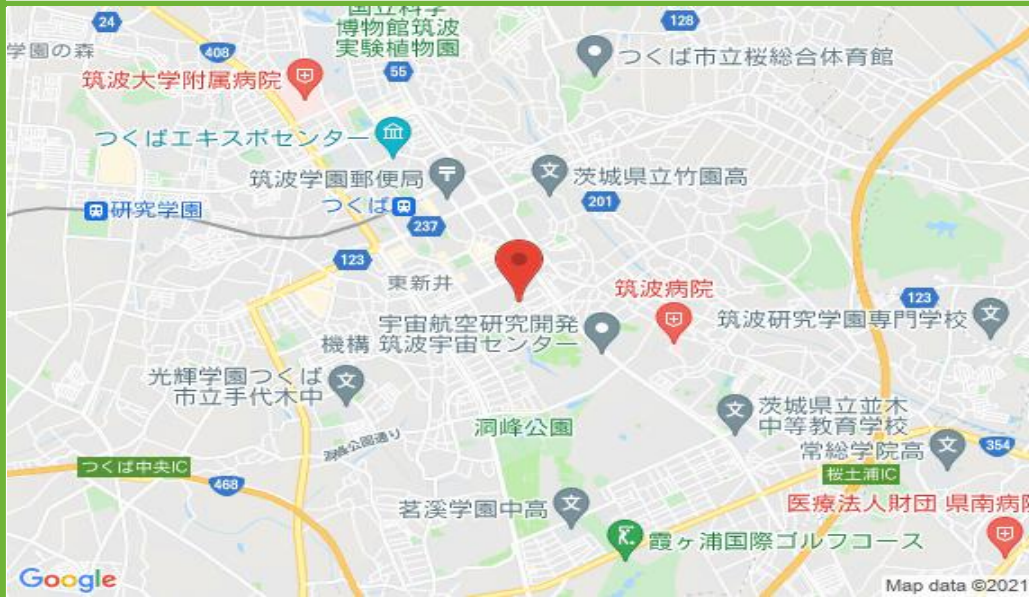 24
国立科学
博物館筑波
実験植物園
128
学園の森
408
55
つくば市立桜総合体育館
筑波大学附属病院
つくばエキスポセンター
筑波学園郵便局
茨城県立竹園高
研究学園
つくば
201
237
123
東新井
筑波病院
123
宇宙航空研究開発
機構 筑波宇宙センター
筑波研究学園専門学校
光輝学園つくば
市立手代木中
茨城県立並木
中等教育学校
洞峰公園
洞峰公園通り
常総学院高
354
つくば中央IC
468
桜土浦IC
茗溪学園中高
医療法人財団 県南病院
霞ヶ浦国際ゴルフコース
Google
Map data ©2021